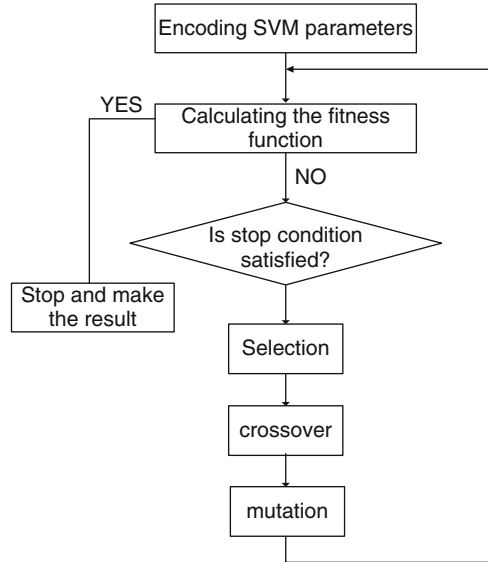 Encoding SVM parameters
YES
Calculating the fitness
function
NO
Is stop condition
satisfied?
Stop and make
the result
Selection
crossover
mutation